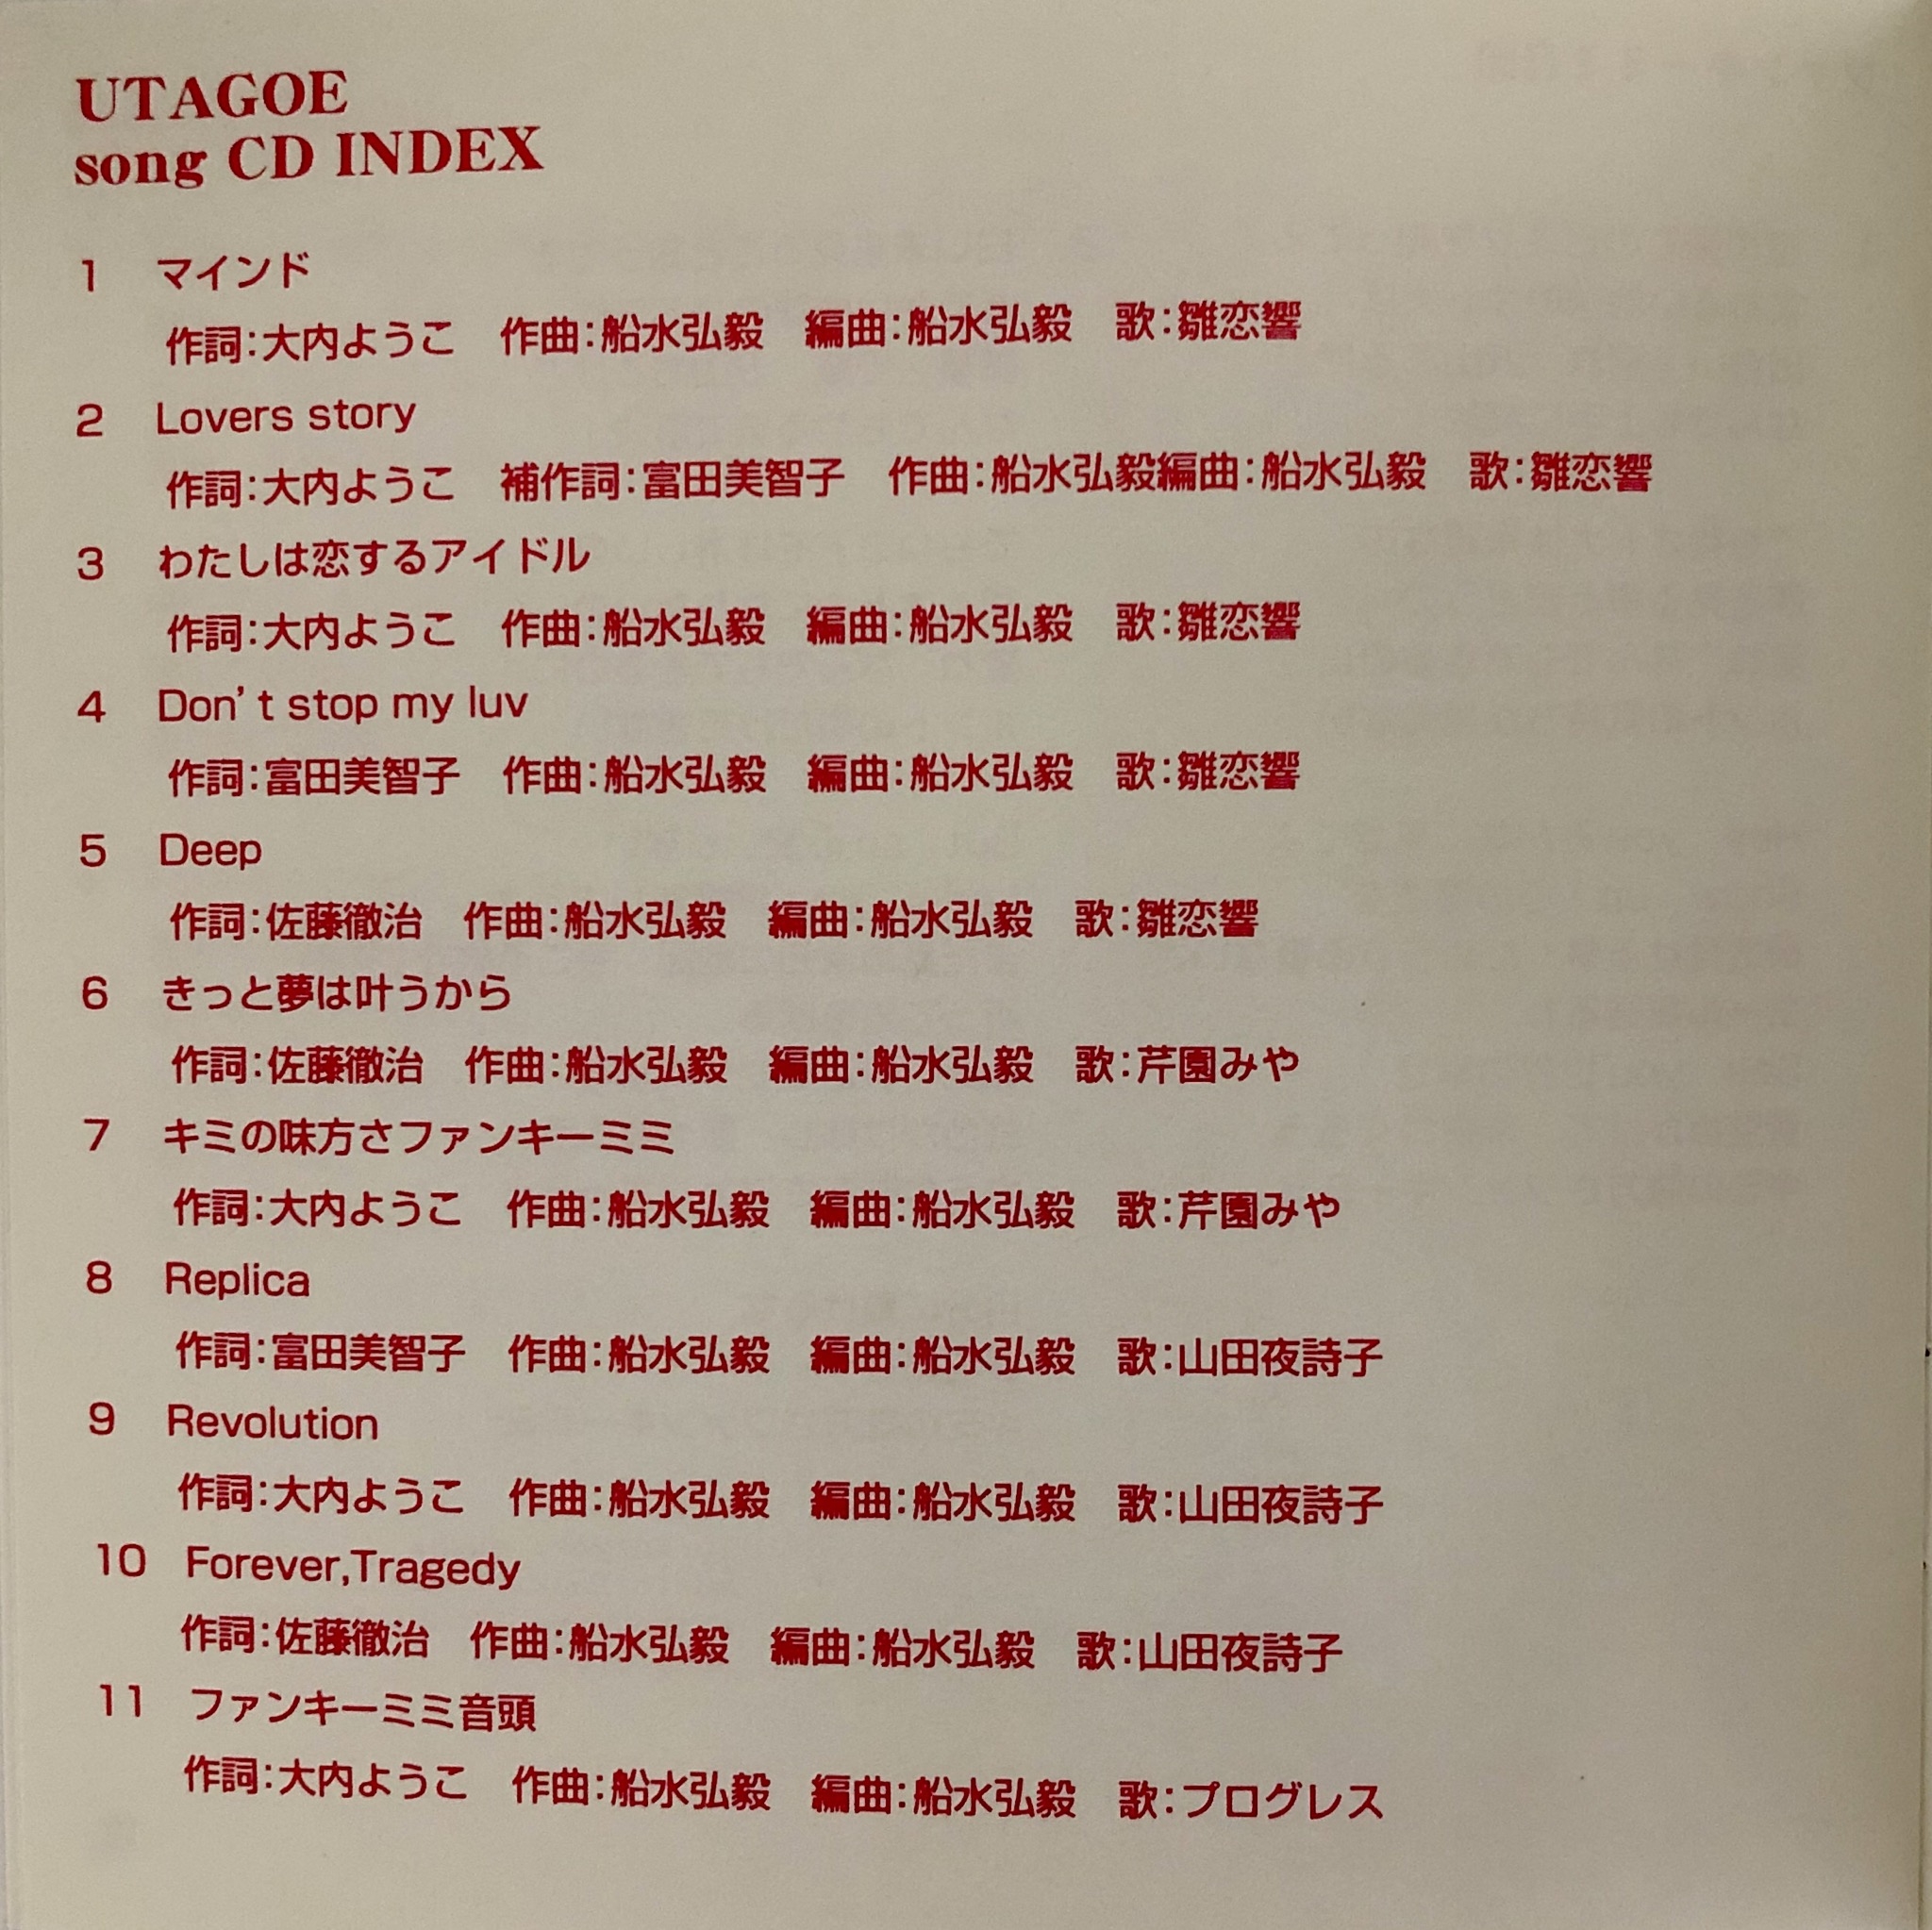 UTAGOE
song CD INDEX
1 マインド
作詞:大内ようこ 作曲:船水弘毅 編曲:船水弘毅 歌:雛恋響
2 Lovers story
作詞:大内ようこ 補作詞:富田美智子 作曲:船水弘毅編曲:船水弘毅 歌:雛恋響
3 わたしは恋するアイドル
作詞:大内ようこ 作曲:船水弘毅 編曲:船水弘毅 歌:雛恋響
4 Don't stop my luv
作詞:富田美智子 作曲:船水弘毅 編曲:船水弘毅 歌:雛恋響
5 Deep
作詞:佐藤徹治 作曲:船水弘毅 編曲:船水弘毅 歌:雛恋響
6 きっと夢は叶うから
作詞:佐藤徹治 作曲:船水弘毅 編曲:船水弘毅 歌:芹園みや
7 キミの味方さファンキーミミ
作詞:大内ようこ 作曲:船水弘毅 編曲:船水弘毅 歌:芹園みや
8 Replica
作詞:富田美智子 作曲:船水弘毅 編曲:船水弘毅 歌:山田夜詩子
9 Revolution
作詞:大内ようこ 作曲:船水弘毅 編曲:船水弘毅 歌:山田夜詩子
10 Forever,Tragedy
作詞:佐藤徹治 作曲:船水弘毅 編曲:船水弘毅 歌:山田夜詩子
11 ファンキーミミ音頭
作詞:大内ようこ 作曲:船水弘毅 編曲:船水弘毅 歌:プログレス